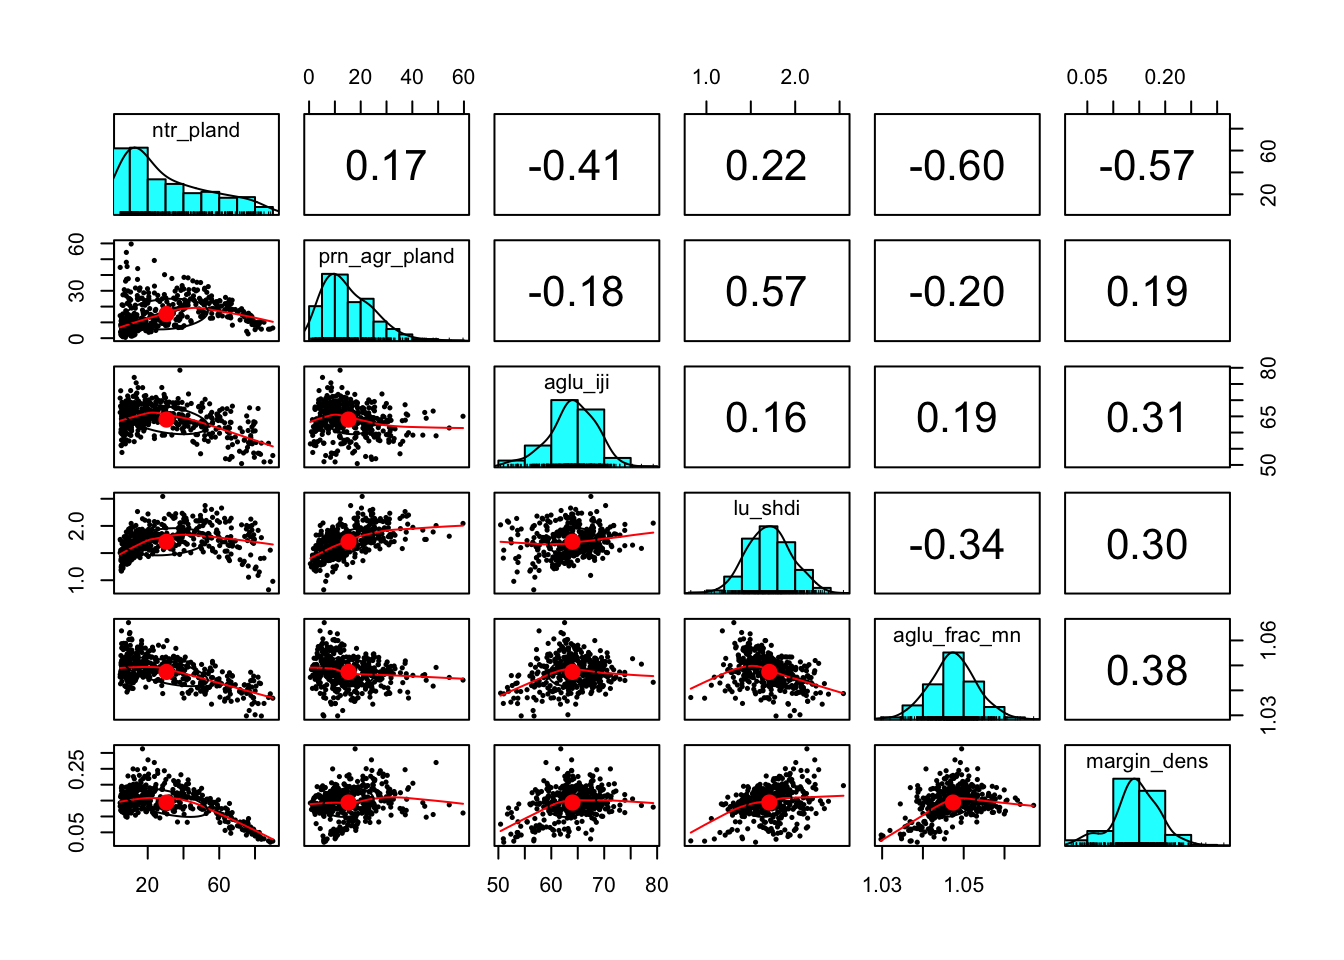 0 20 40 60 1.0 2.0 0.05 0.20
ntr_pland 0.17 -0.41 0.22 -0.60 -0.57 20 60
0 30 60 prn_agr_pland -0.18 0.57 -0.20 0.19
aglu_iji 0.16 0.19 0.31 50 65 80
1.0 2.0 lu_shdi -0.34 0.30
aglu_frac_mn 0.38 1.03 1.06
0.05 0.25 margin_dens
20 60 50 60 70 80 1.03 1.05